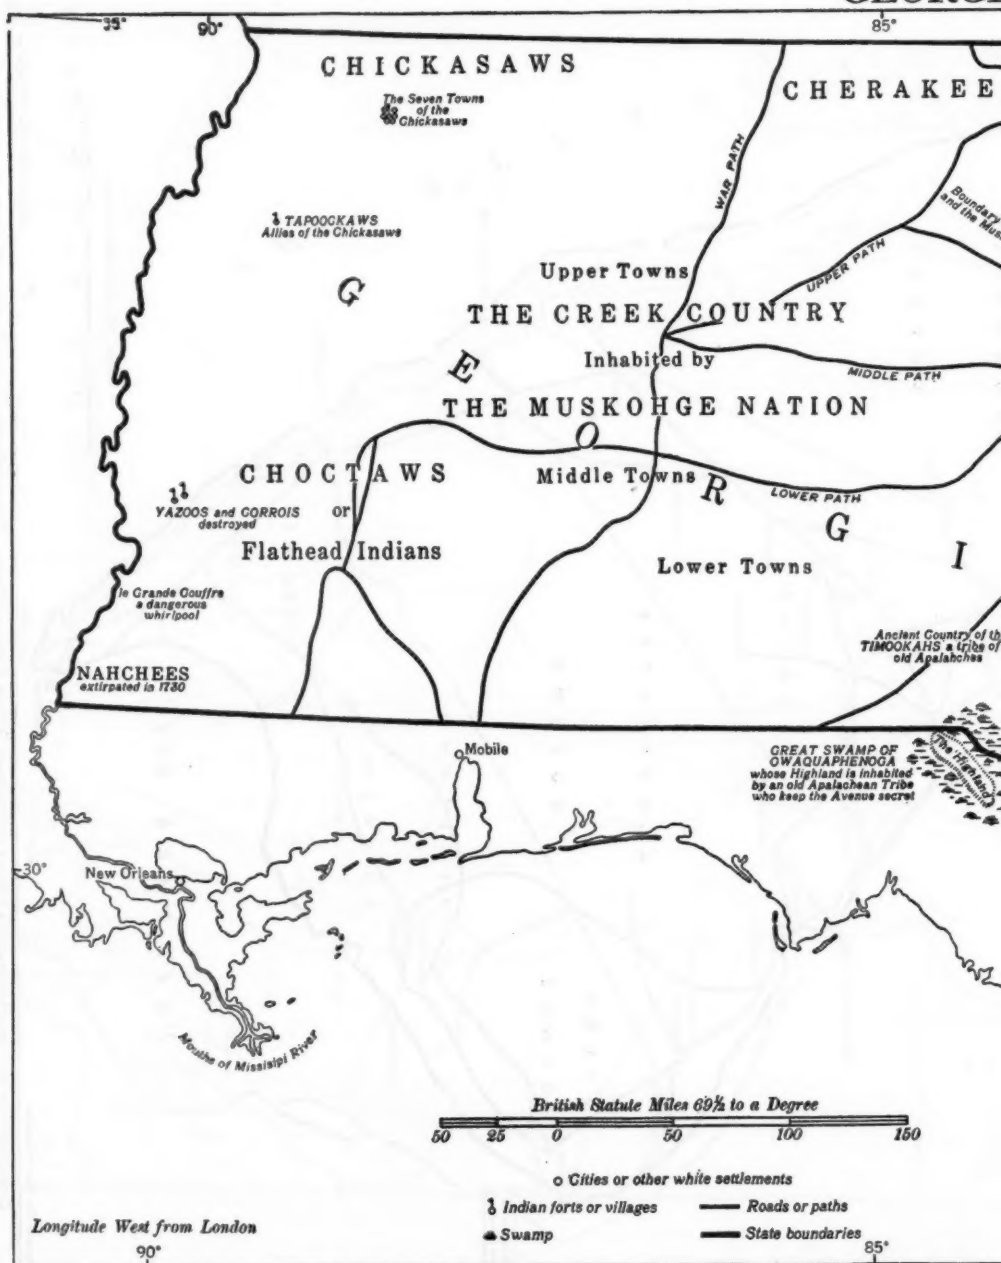 35°
90°
85°
CHICKASAWS
The Seven Towns
of the
Chickasaws
CHERAKEE
WAR PATH
TAPOOCKAWS
Allies of the Chickasaws
Boundary
and the
UPPER PATH
Upper Towns
THE CREEK COUNTRY
Inhabited by
MIDDLE PATH
THE MUSKOHGE NATION
GEORGI
CHOCTAWS
or
Flathead Indians
Middle Towns
LOWER PATH
YAZOOS and CORROIS
destroyed
Lower Towns
le Grande Gouffre
a dangerous
whirlpool
Ancient Country of
TIMOOKAHS a tribe of
old Apalahches
NAHCHEES
extirpated in 1730
Mobile
GREAT SWAMP OF
OWAQUAPHENOGA
whose Highland is inhabited
by an old Apalachean Tribe
who keep the Avenue secret
The Highland
30°
New Orleans
Mouths of Missisipi River
British Statute Miles 69½ to a Degree
50 25 0 50 100 150
Cities or other white settlements
Indian forts or villages
Roads or paths
Swamp
State boundaries
Longitude West from London
90°
85°